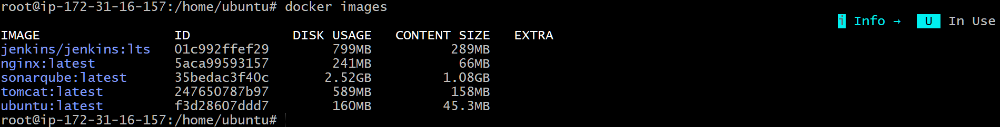 root@ip-172-31-16-157:/home/ubuntu# docker images
i Info → U In Use
IMAGE ID DISK USAGE CONTENT SIZE EXTRA
jenkins/jenkins:lts 01c992ffef29 799MB 289MB
nginx:latest 5aca99593157 241MB 66MB
sonarqube:latest 35bedac3f40c 2.52GB 1.08GB
tomcat:latest 247650787b97 589MB 158MB
ubuntu:latest f3d28607ddd7 160MB 45.3MB
root@ip-172-31-16-157:/home/ubuntu#